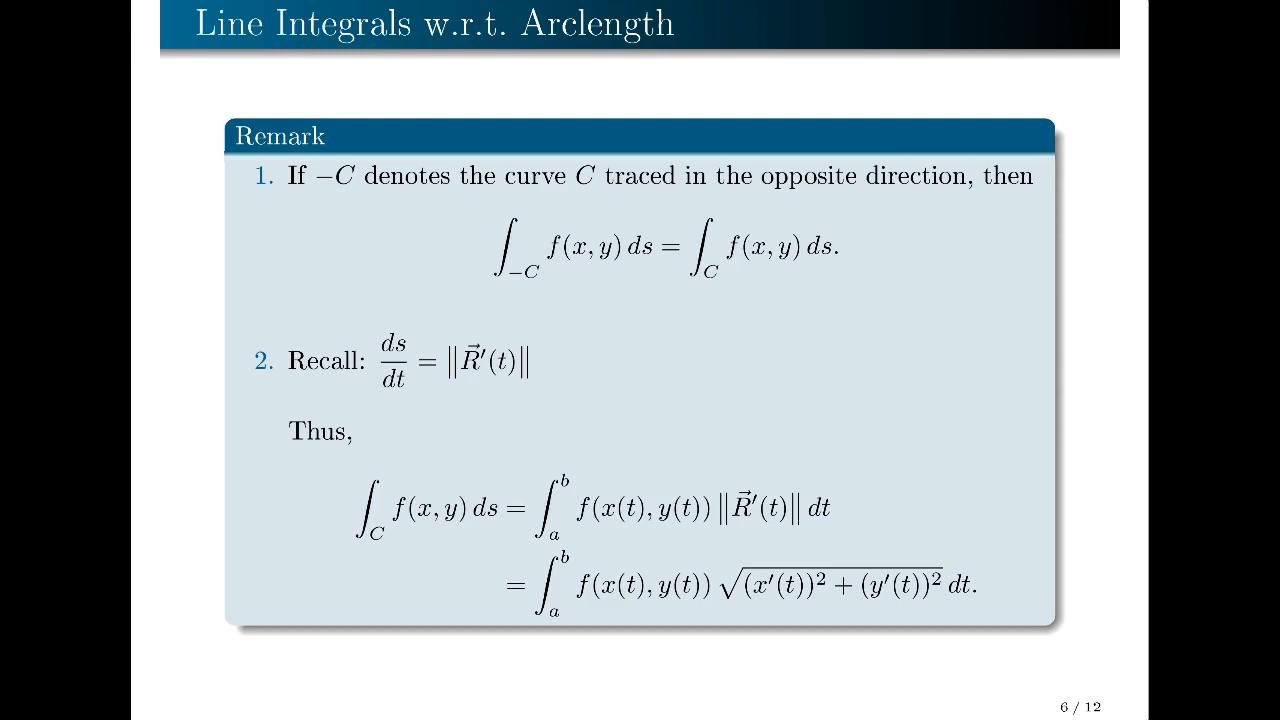 Line Integrals w.r.t. Arclength
Remark
1. If −C denotes the curve C traced in the opposite direction, then
∫_{−C} f(x, y) ds = ∫_C f(x, y) ds.
2. Recall: ds/dt = ‖R⃗′(t)‖
Thus,
∫_C f(x, y) ds = ∫_a^b f(x(t), y(t)) ‖R⃗′(t)‖ dt
= ∫_a^b f(x(t), y(t)) √((x′(t))² + (y′(t))²) dt.
6 / 12